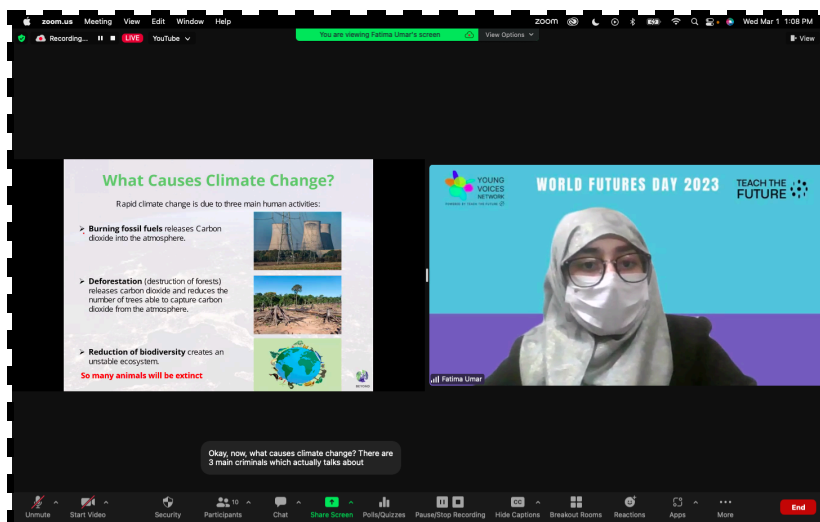 zoom.us Meeting View Edit Window Help
zoom
Wed Mar 1 1:08 PM
Recording... LIVE YouTube
You are viewing Fatima Umar's screen
View Options
View
What Causes Climate Change?
Rapid climate change is due to three main human activities:
➢ Burning fossil fuels releases Carbon
dioxide into the atmosphere.
➢ Deforestation (destruction of forests)
releases carbon dioxide and reduces the
number of trees able to capture carbon
dioxide from the atmosphere.
➢ Reduction of biodiversity creates an
unstable ecosystem.
So many animals will be extinct
YOUNG
VOICES
NETWORK
POWERED BY TEACH THE FUTURE
WORLD FUTURES DAY 2023
TEACH THE
FUTURE
Fatima Umar
Okay, now, what causes climate change? There are
3 main criminals which actually talks about
Unmute
Start Video
Security
Participants 10
Chat
Share Screen
Polls/Quizzes
Pause/Stop Recording
CC
Hide Captions
Breakout Rooms
Reactions
Apps
More
End